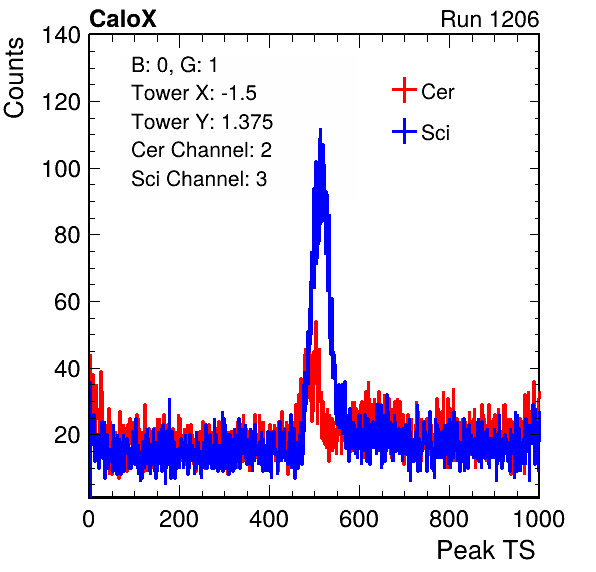 CaloX Run 1206
Counts
140
120
100
80
60
40
20
B: 0, G: 1
Tower X: -1.5
Tower Y: 1.375
Cer Channel: 2
Sci Channel: 3
Cer
Sci
0 200 400 600 800 1000
Peak TS